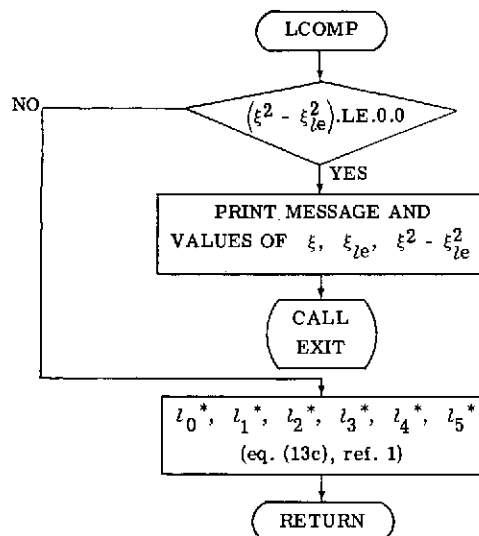 LCOMP
NO
(ξ² - ξ²ₗₑ).LE.0.0
YES
PRINT MESSAGE AND
VALUES OF ξ, ξₗₑ, ξ² - ξ²ₗₑ
CALL
EXIT
l₀*, l₁*, l₂*, l₃*, l₄*, l₅*
(eq. (13c), ref. 1)
RETURN